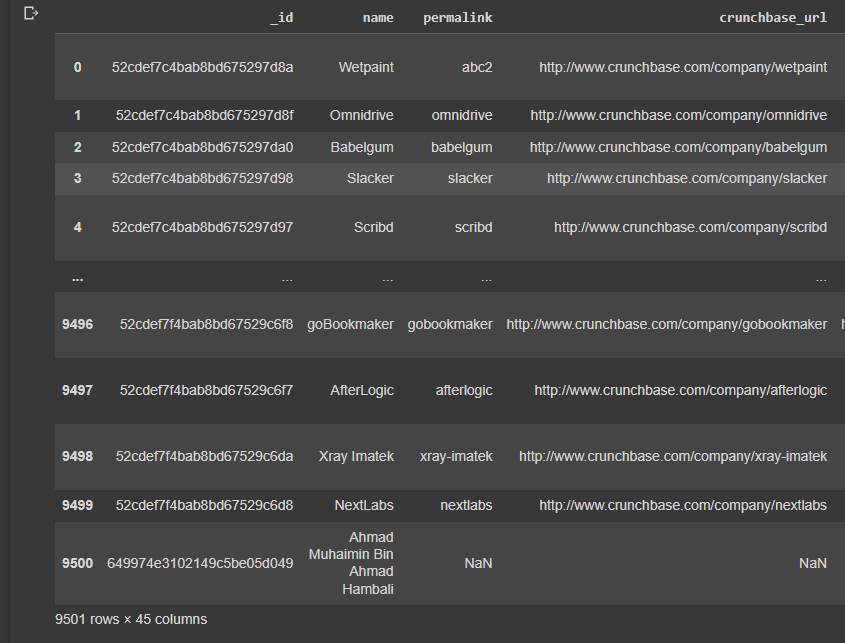 _id name permalink crunchbase_url
0 52cdef7c4bab8bd675297d8a Wetpaint abc2 http://www.crunchbase.com/company/wetpaint
1 52cdef7c4bab8bd675297d8f Omnidrive omnidrive http://www.crunchbase.com/company/omnidrive
2 52cdef7c4bab8bd675297da0 Babelgum babelgum http://www.crunchbase.com/company/babelgum
3 52cdef7c4bab8bd675297d98 Slacker slacker http://www.crunchbase.com/company/slacker
4 52cdef7c4bab8bd675297d97 Scribd scribd http://www.crunchbase.com/company/scribd
... ... ... ... ...
9496 52cdef7f4bab8bd67529c6f8 goBookmaker gobookmaker http://www.crunchbase.com/company/gobookmaker
9497 52cdef7f4bab8bd67529c6f7 AfterLogic afterlogic http://www.crunchbase.com/company/afterlogic
9498 52cdef7f4bab8bd67529c6da Xray Imatek xray-imatek http://www.crunchbase.com/company/xray-imatek
9499 52cdef7f4bab8bd67529c6d8 NextLabs nextlabs http://www.crunchbase.com/company/nextlabs
Ahmad
Muhaimin Bin
9500 649974e3102149c5be05d049 NaN NaN
Ahmad
Hambali
9501 rows × 45 columns